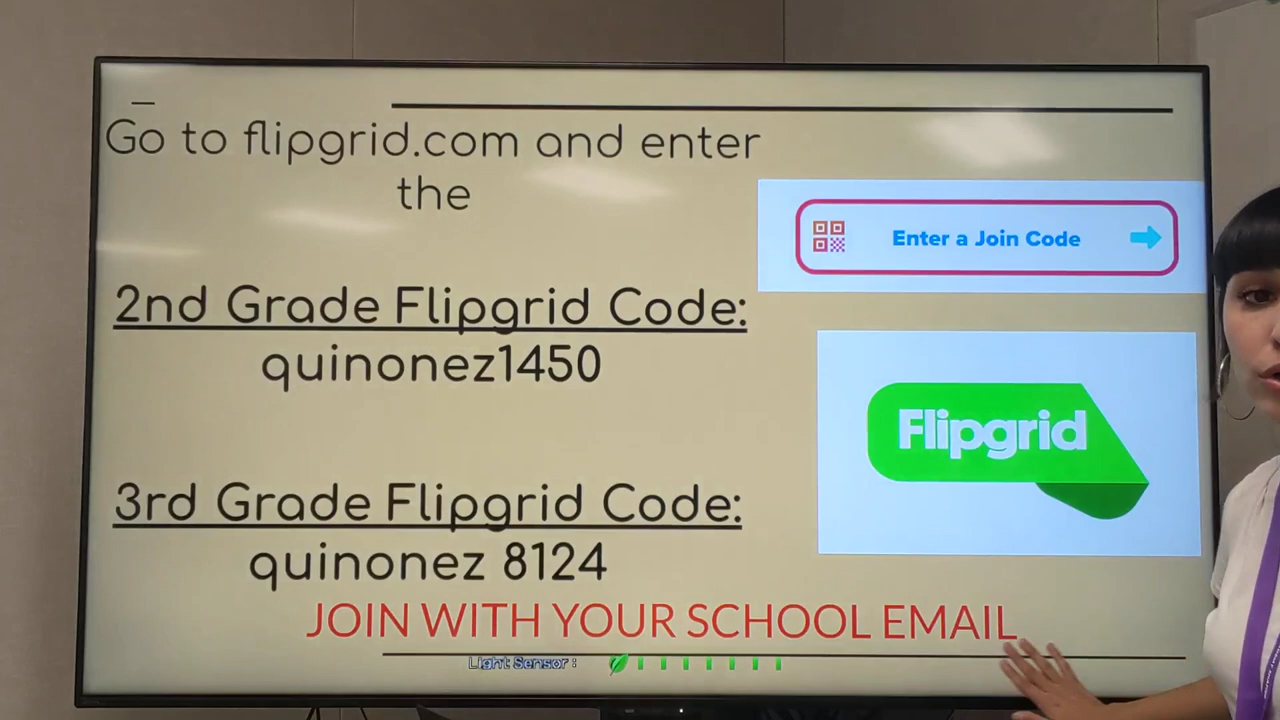 Go to flipgrid.com and enter
the
Enter a Join Code
2nd Grade Flipgrid Code:
quinonez1450
Flipgrid
3rd Grade Flipgrid Code:
quinonez 8124
JOIN WITH YOUR SCHOOL EMAIL
Light Sensor :